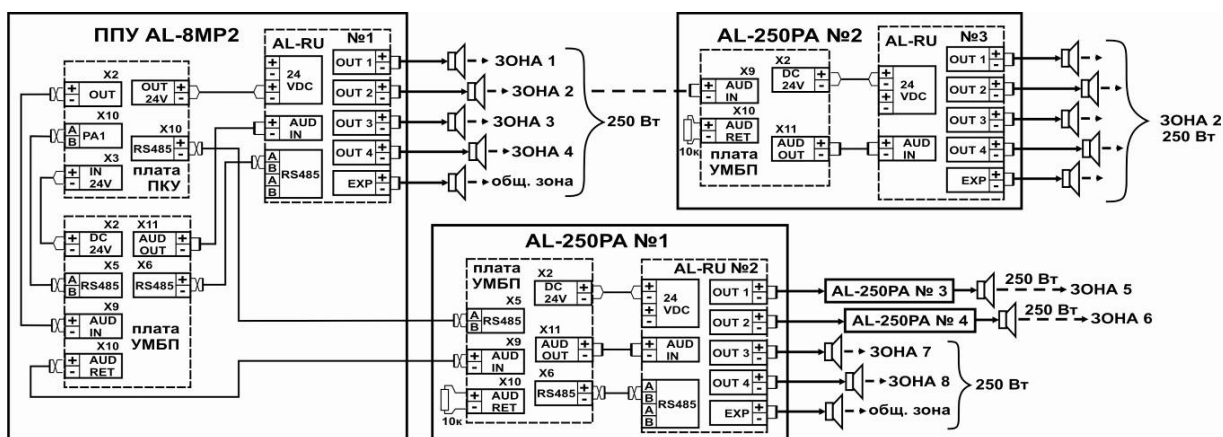 ППУ AL-8MP2
AL-RU №1
X2
+ OUT
-
OUT +
24V -
X10
A PA1
B
X10
RS485 +
-
X3
+ IN
- 24V
плата
ПКУ
X2
+ DC
- 24V
X11
AUD +
OUT -
X5
A RS485
B
X6
RS485 +
-
X9
+ AUD
- IN
X10
+ AUD
- RET
плата
УМБП
+ 24
- VDC
+
-
+ AUD
- IN
A RS485
B
A
B
OUT 1 +
-
OUT 2 +
-
OUT 3 +
-
OUT 4 +
-
EXP +
-
ЗОНА 1
ЗОНА 2
ЗОНА 3
ЗОНА 4
общ. зона
250 Вт
AL-250PA №2
AL-RU №3
X9
+ AUD
- IN
X2
DC +
24V -
X10
+ AUD
- RET
10к
X11
AUD +
OUT -
плата
УМБП
+ 24
- VDC
+
+
+ AUD
- IN
OUT 1 +
-
OUT 2 +
-
OUT 3 +
-
OUT 4 +
-
EXP +
-
ЗОНА 2
250 Вт
AL-250PA №1
плата
УМБП
X2
DC +
24V -
X5
A RS485
B
X11
AUD +
OUT -
X9
+ AUD
- IN
X6
RS485 +
-
X10
+ AUD
- RET
10к
AL-RU №2
+ 24
- VDC
+
-
+ AUD
- IN
A RS485
B
A
B
OUT 1 +
-
OUT 2 +
-
OUT 3 +
-
OUT 4 +
-
EXP +
-
AL-250PA № 3
250 Вт
ЗОНА 5
AL-250PA № 4
250 Вт
ЗОНА 6
ЗОНА 7
ЗОНА 8
общ. зона
250 Вт